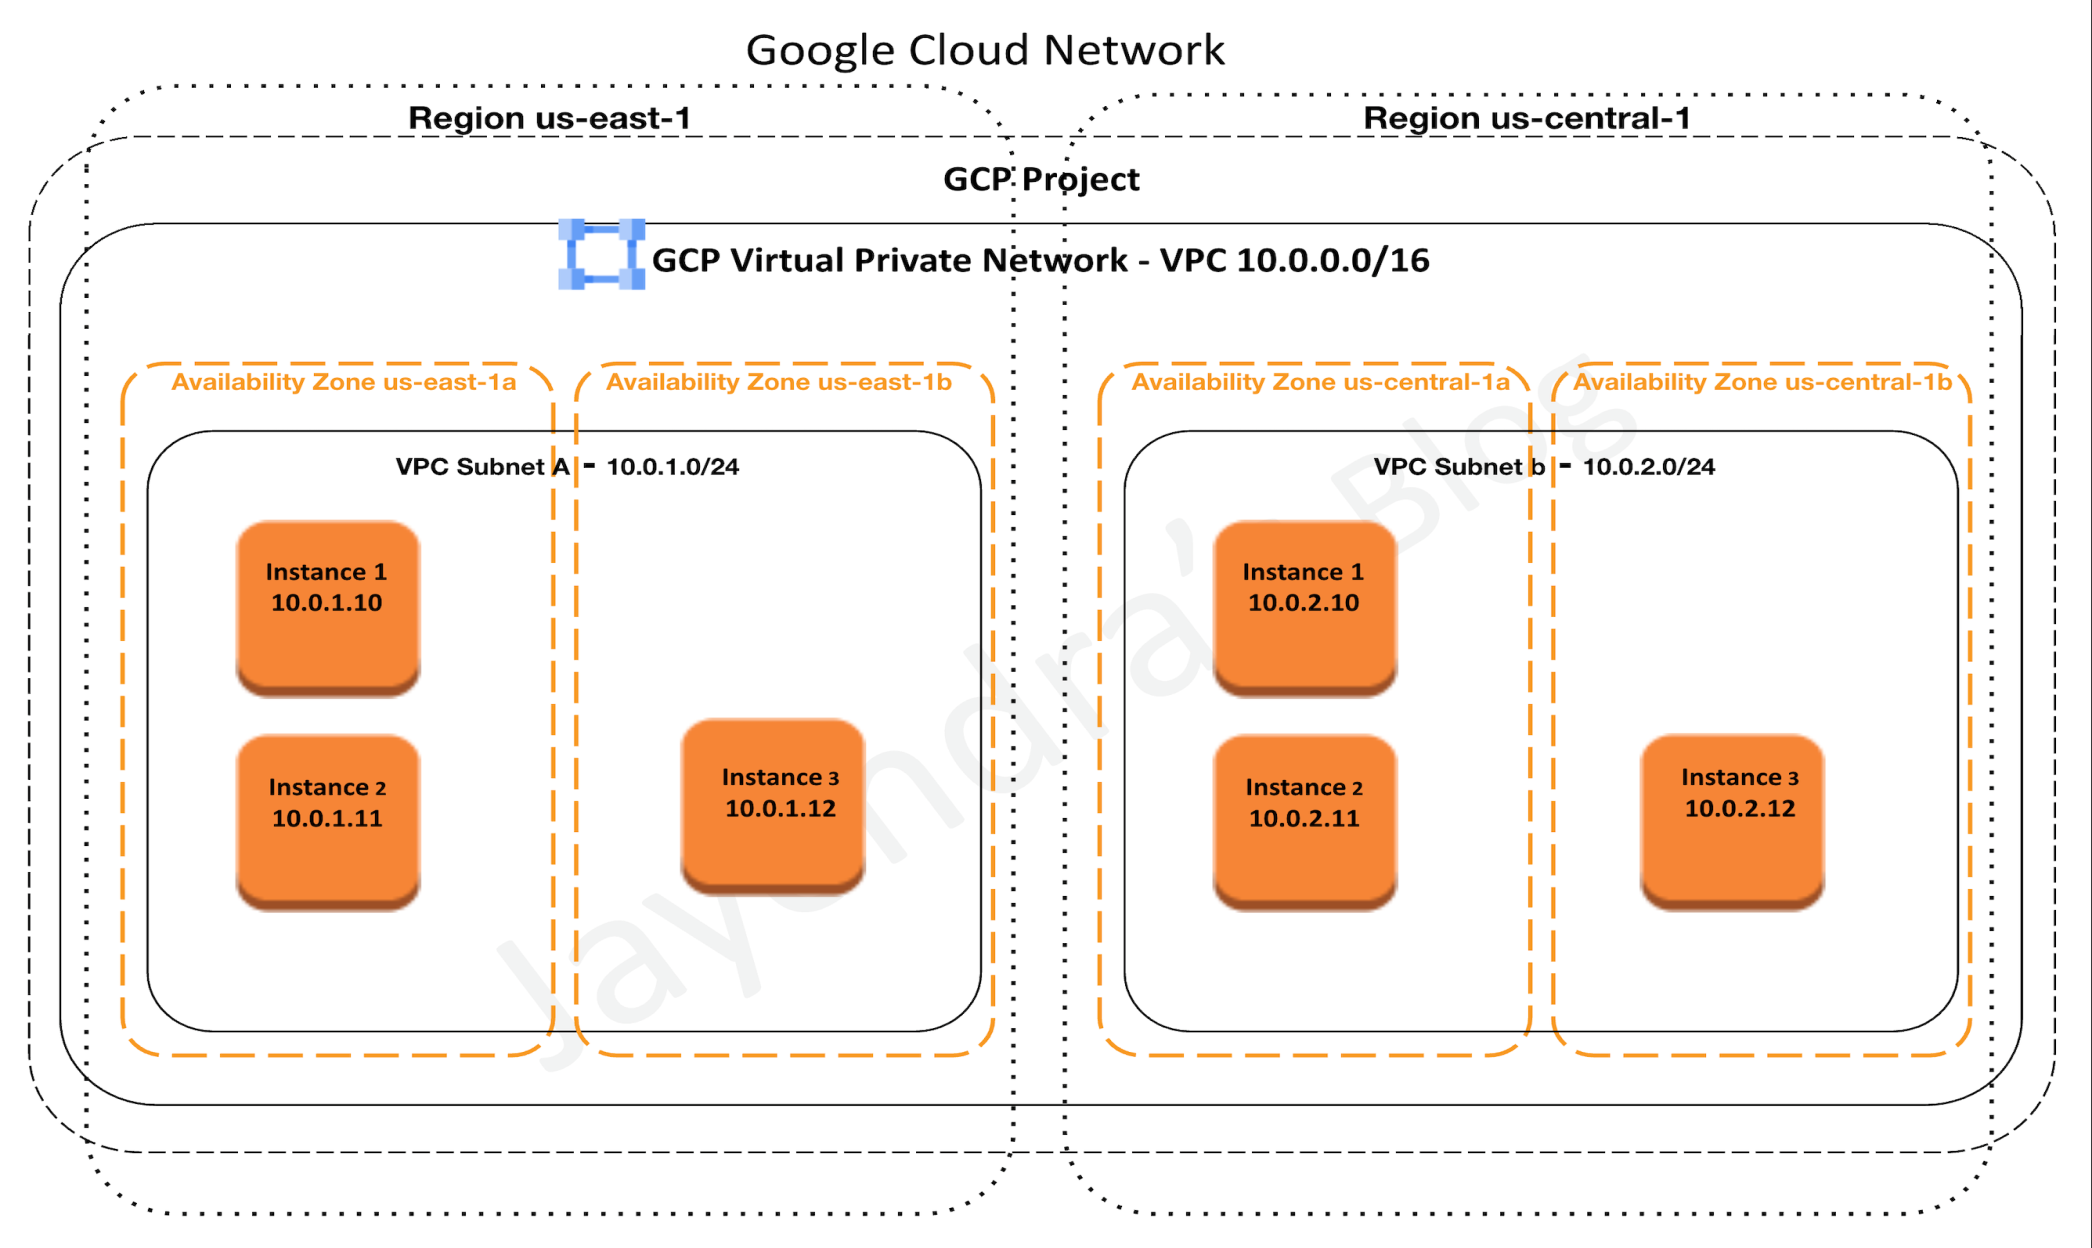 Google Cloud Network
Region us-east-1
Region us-central-1
GCP Project
GCP Virtual Private Network - VPC 10.0.0.0/16
Availability Zone us-east-1a
Availability Zone us-east-1b
Availability Zone us-central-1a
Availability Zone us-central-1b
VPC Subnet A - 10.0.1.0/24
VPC Subnet b - 10.0.2.0/24
Instance 1
10.0.1.10
Instance 2
10.0.1.11
Instance 3
10.0.1.12
Instance 1
10.0.2.10
Instance 2
10.0.2.11
Instance 3
10.0.2.12
Jayendra’ Blog